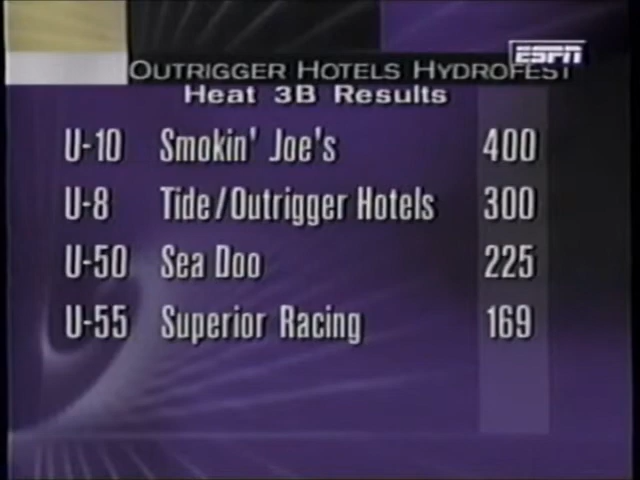 ESPN
Outrigger Hotels Hydrofest
Heat 3B Results
U-10 Smokin' Joe's 400
U-8 Tide/Outrigger Hotels 300
U-50 Sea Doo 225
U-55 Superior Racing 169